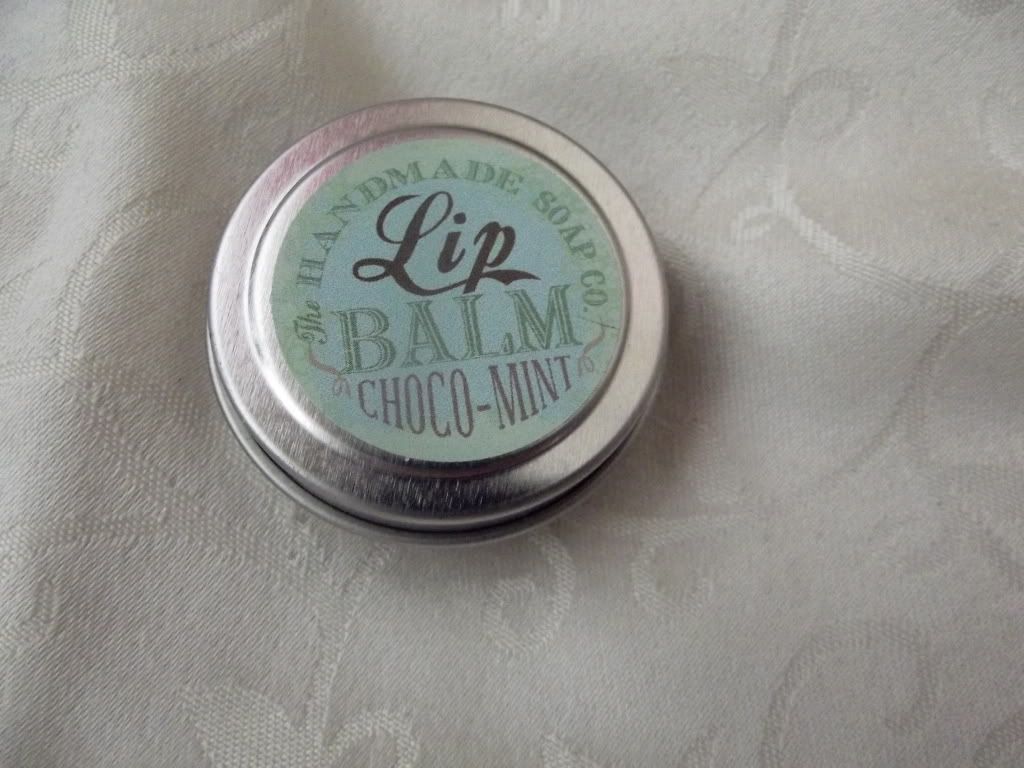 The HANDMADE SOAP CO.
Lip
BALM
CHOCO-MINT